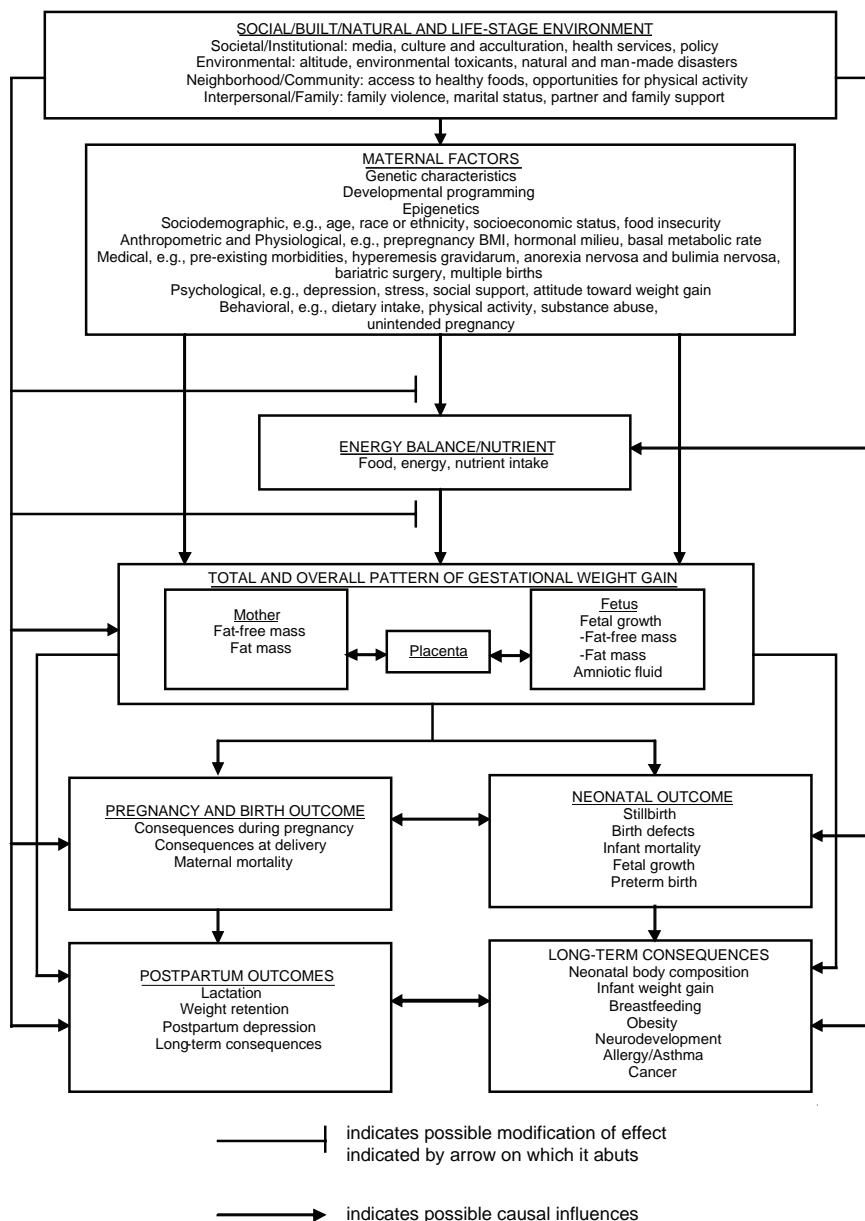 SOCIAL/BUILT/NATURAL AND LIFE-STAGE ENVIRONMENT
Societal/Institutional: media, culture and acculturation, health services, policy
Environmental: altitude, environmental toxicants, natural and man-made disasters
Neighborhood/Community: access to healthy foods, opportunities for physical activity
Interpersonal/Family: family violence, marital status, partner and family support
MATERNAL FACTORS
Genetic characteristics
Developmental programming
Epigenetics
Sociodemographic, e.g., age, race or ethnicity, socioeconomic status, food insecurity
Anthropometric and Physiological, e.g., prepregnancy BMI, hormonal milieu, basal metabolic rate
Medical, e.g., pre-existing morbidities, hyperemesis gravidarum, anorexia nervosa and bulimia nervosa,
bariatric surgery, multiple births
Psychological, e.g., depression, stress, social support, attitude toward weight gain
Behavioral, e.g., dietary intake, physical activity, substance abuse,
unintended pregnancy
ENERGY BALANCE/NUTRIENT
Food, energy, nutrient intake
TOTAL AND OVERALL PATTERN OF GESTATIONAL WEIGHT GAIN
Mother
Fat-free mass
Fat mass
Placenta
Fetus
Fetal growth
-Fat-free mass
-Fat mass
Amniotic fluid
PREGNANCY AND BIRTH OUTCOME
Consequences during pregnancy
Consequences at delivery
Maternal mortality
NEONATAL OUTCOME
Stillbirth
Birth defects
Infant mortality
Fetal growth
Preterm birth
POSTPARTUM OUTCOMES
Lactation
Weight retention
Postpartum depression
Long-term consequences
LONG-TERM CONSEQUENCES
Neonatal body composition
Infant weight gain
Breastfeeding
Obesity
Neurodevelopment
Allergy/Asthma
Cancer
indicates possible modification of effect
indicated by arrow on which it abuts
indicates possible causal influences